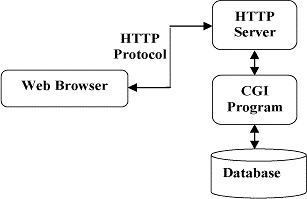 HTTP
Server
HTTP
Protocol
Web Browser
CGI
Program
Database